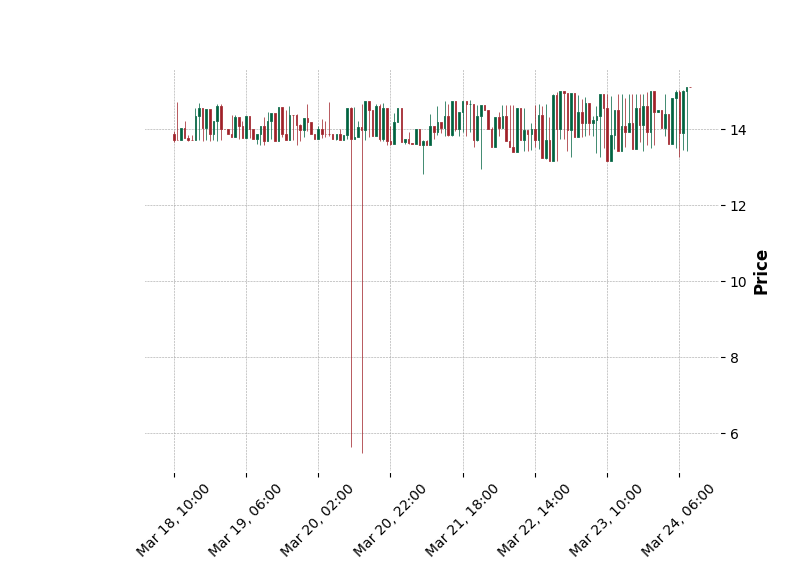 14
12
10
8
6
Price
Mar 18, 10:00
Mar 19, 06:00
Mar 20, 02:00
Mar 20, 22:00
Mar 21, 18:00
Mar 22, 14:00
Mar 23, 10:00
Mar 24, 06:00